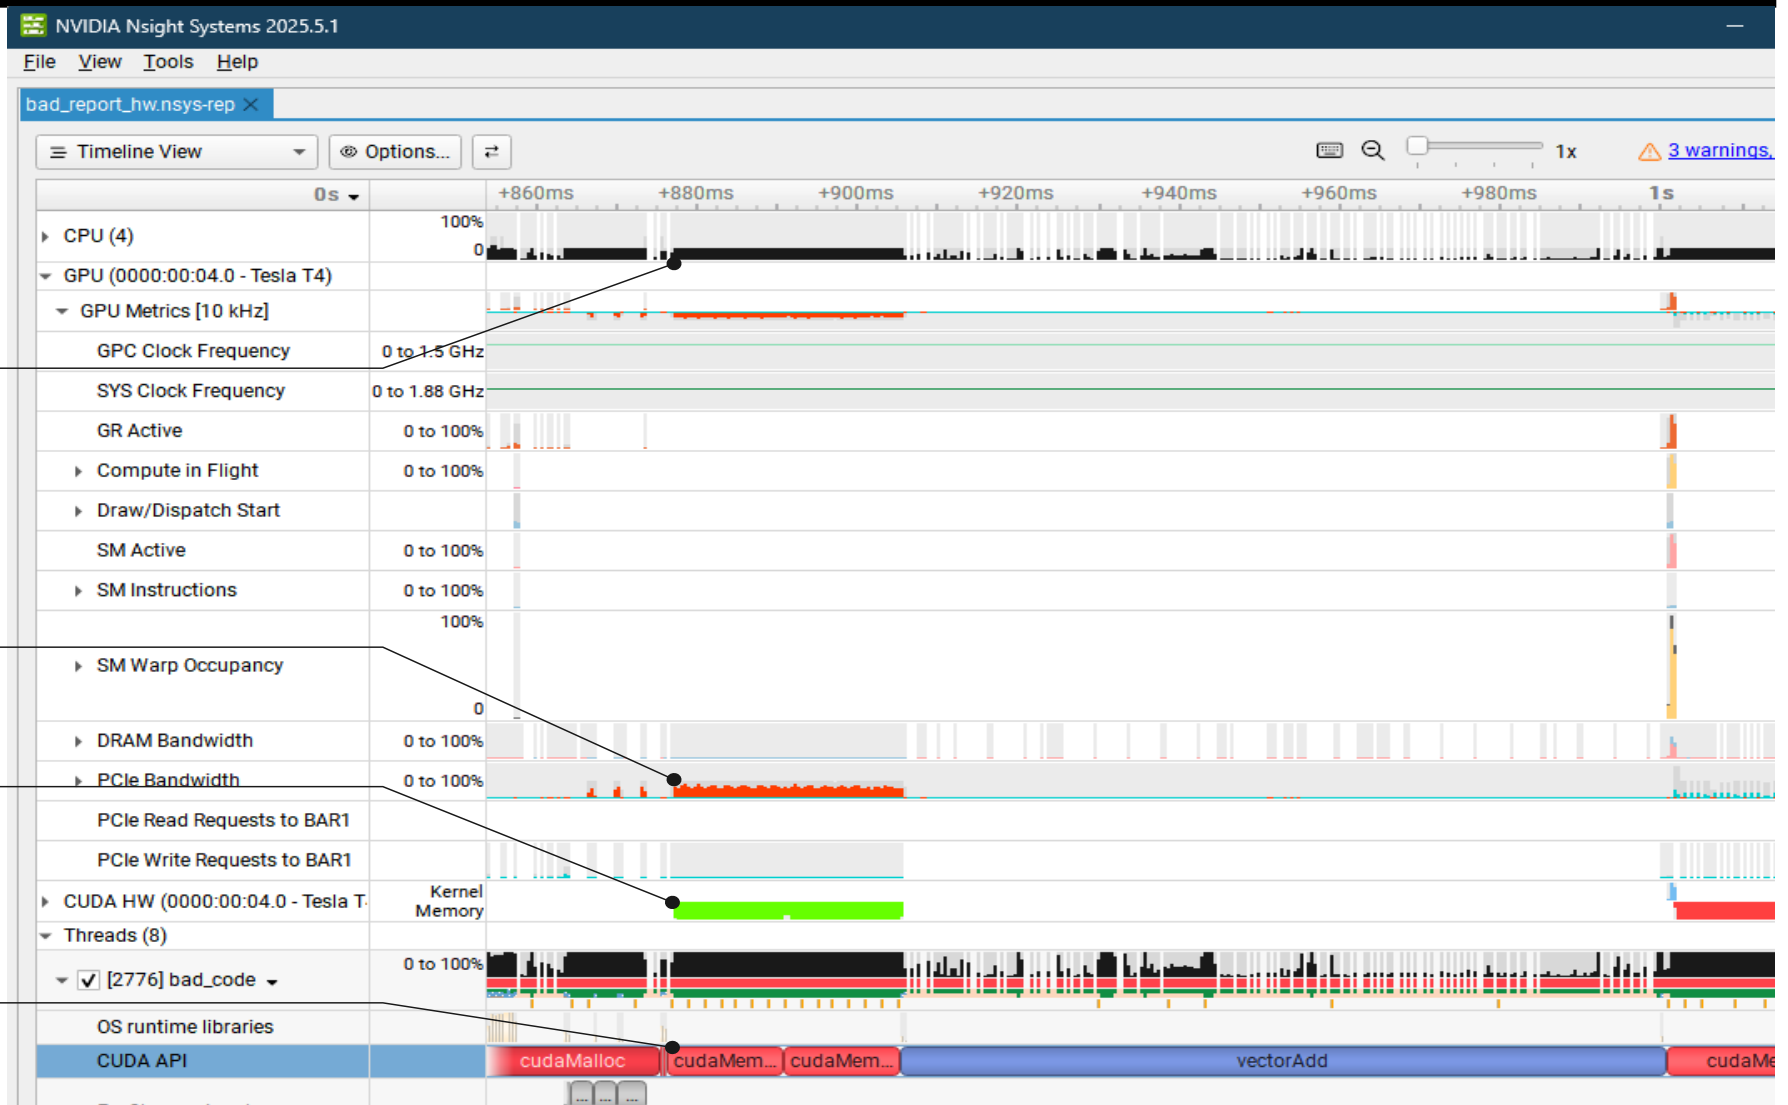 NVIDIA Nsight Systems 2025.5.1
File View Tools Help
bad_report_hw.nsys-rep
Timeline View Options... 1x 3 warnings,
0s +860ms +880ms +900ms +920ms +940ms +960ms +980ms 1s
CPU (4) 100% 0
GPU (0000:00:04.0 - Tesla T4)
GPU Metrics [10 kHz]
GPC Clock Frequency 0 to 1.5 GHz
SYS Clock Frequency 0 to 1.88 GHz
GR Active 0 to 100%
Compute in Flight 0 to 100%
Draw/Dispatch Start
SM Active 0 to 100%
SM Instructions 0 to 100%
SM Warp Occupancy 100% 0
DRAM Bandwidth 0 to 100%
PCIe Bandwidth 0 to 100%
PCIe Read Requests to BAR1
PCIe Write Requests to BAR1
CUDA HW (0000:00:04.0 - Tesla T Kernel Memory
Threads (8)
[2776] bad_code 0 to 100%
OS runtime libraries
CUDA API cudaMalloc cudaMem... cudaMem... vectorAdd cudaMe
... ... ...